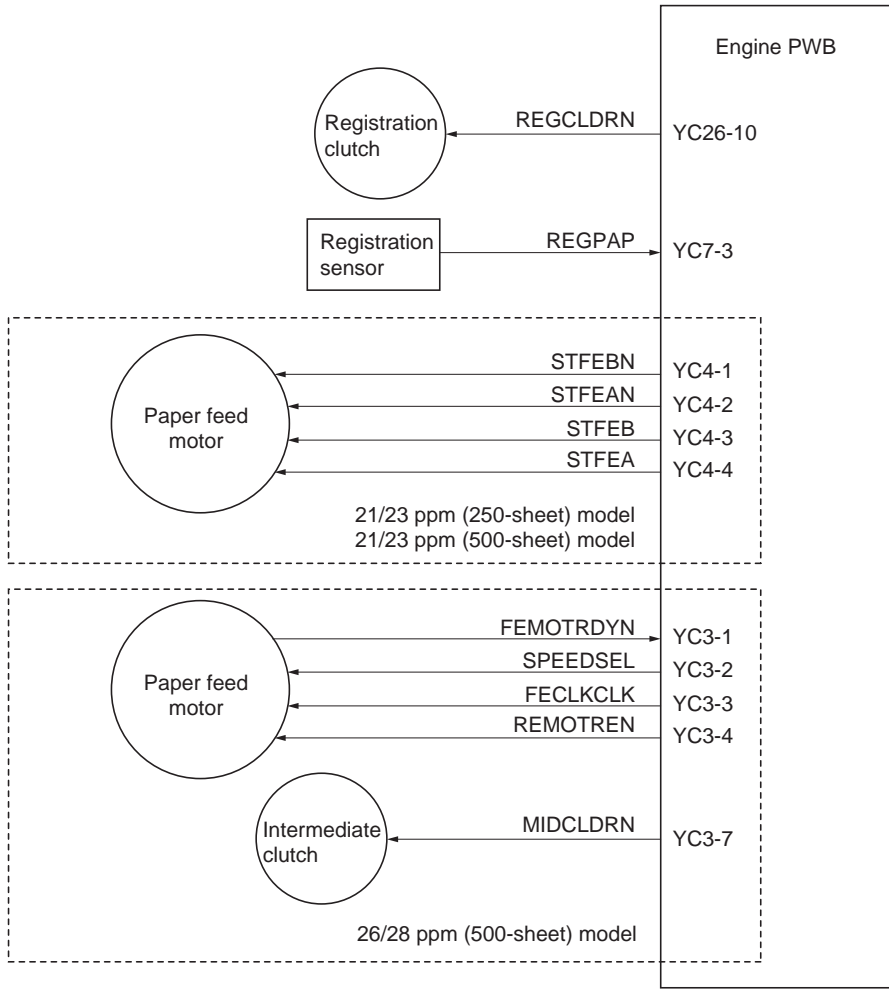 Engine PWB
Registration
clutch
REGCLDRN
YC26-10
Registration
sensor
REGPAP
YC7-3
Paper feed
motor
STFEBN
YC4-1
STFEAN
YC4-2
STFEB
YC4-3
STFEA
YC4-4
21/23 ppm (250-sheet) model
21/23 ppm (500-sheet) model
Paper feed
motor
FEMOTRDYN
YC3-1
SPEEDSEL
YC3-2
FECLKCLK
YC3-3
REMOTREN
YC3-4
Intermediate
clutch
MIDCLDRN
YC3-7
26/28 ppm (500-sheet) model